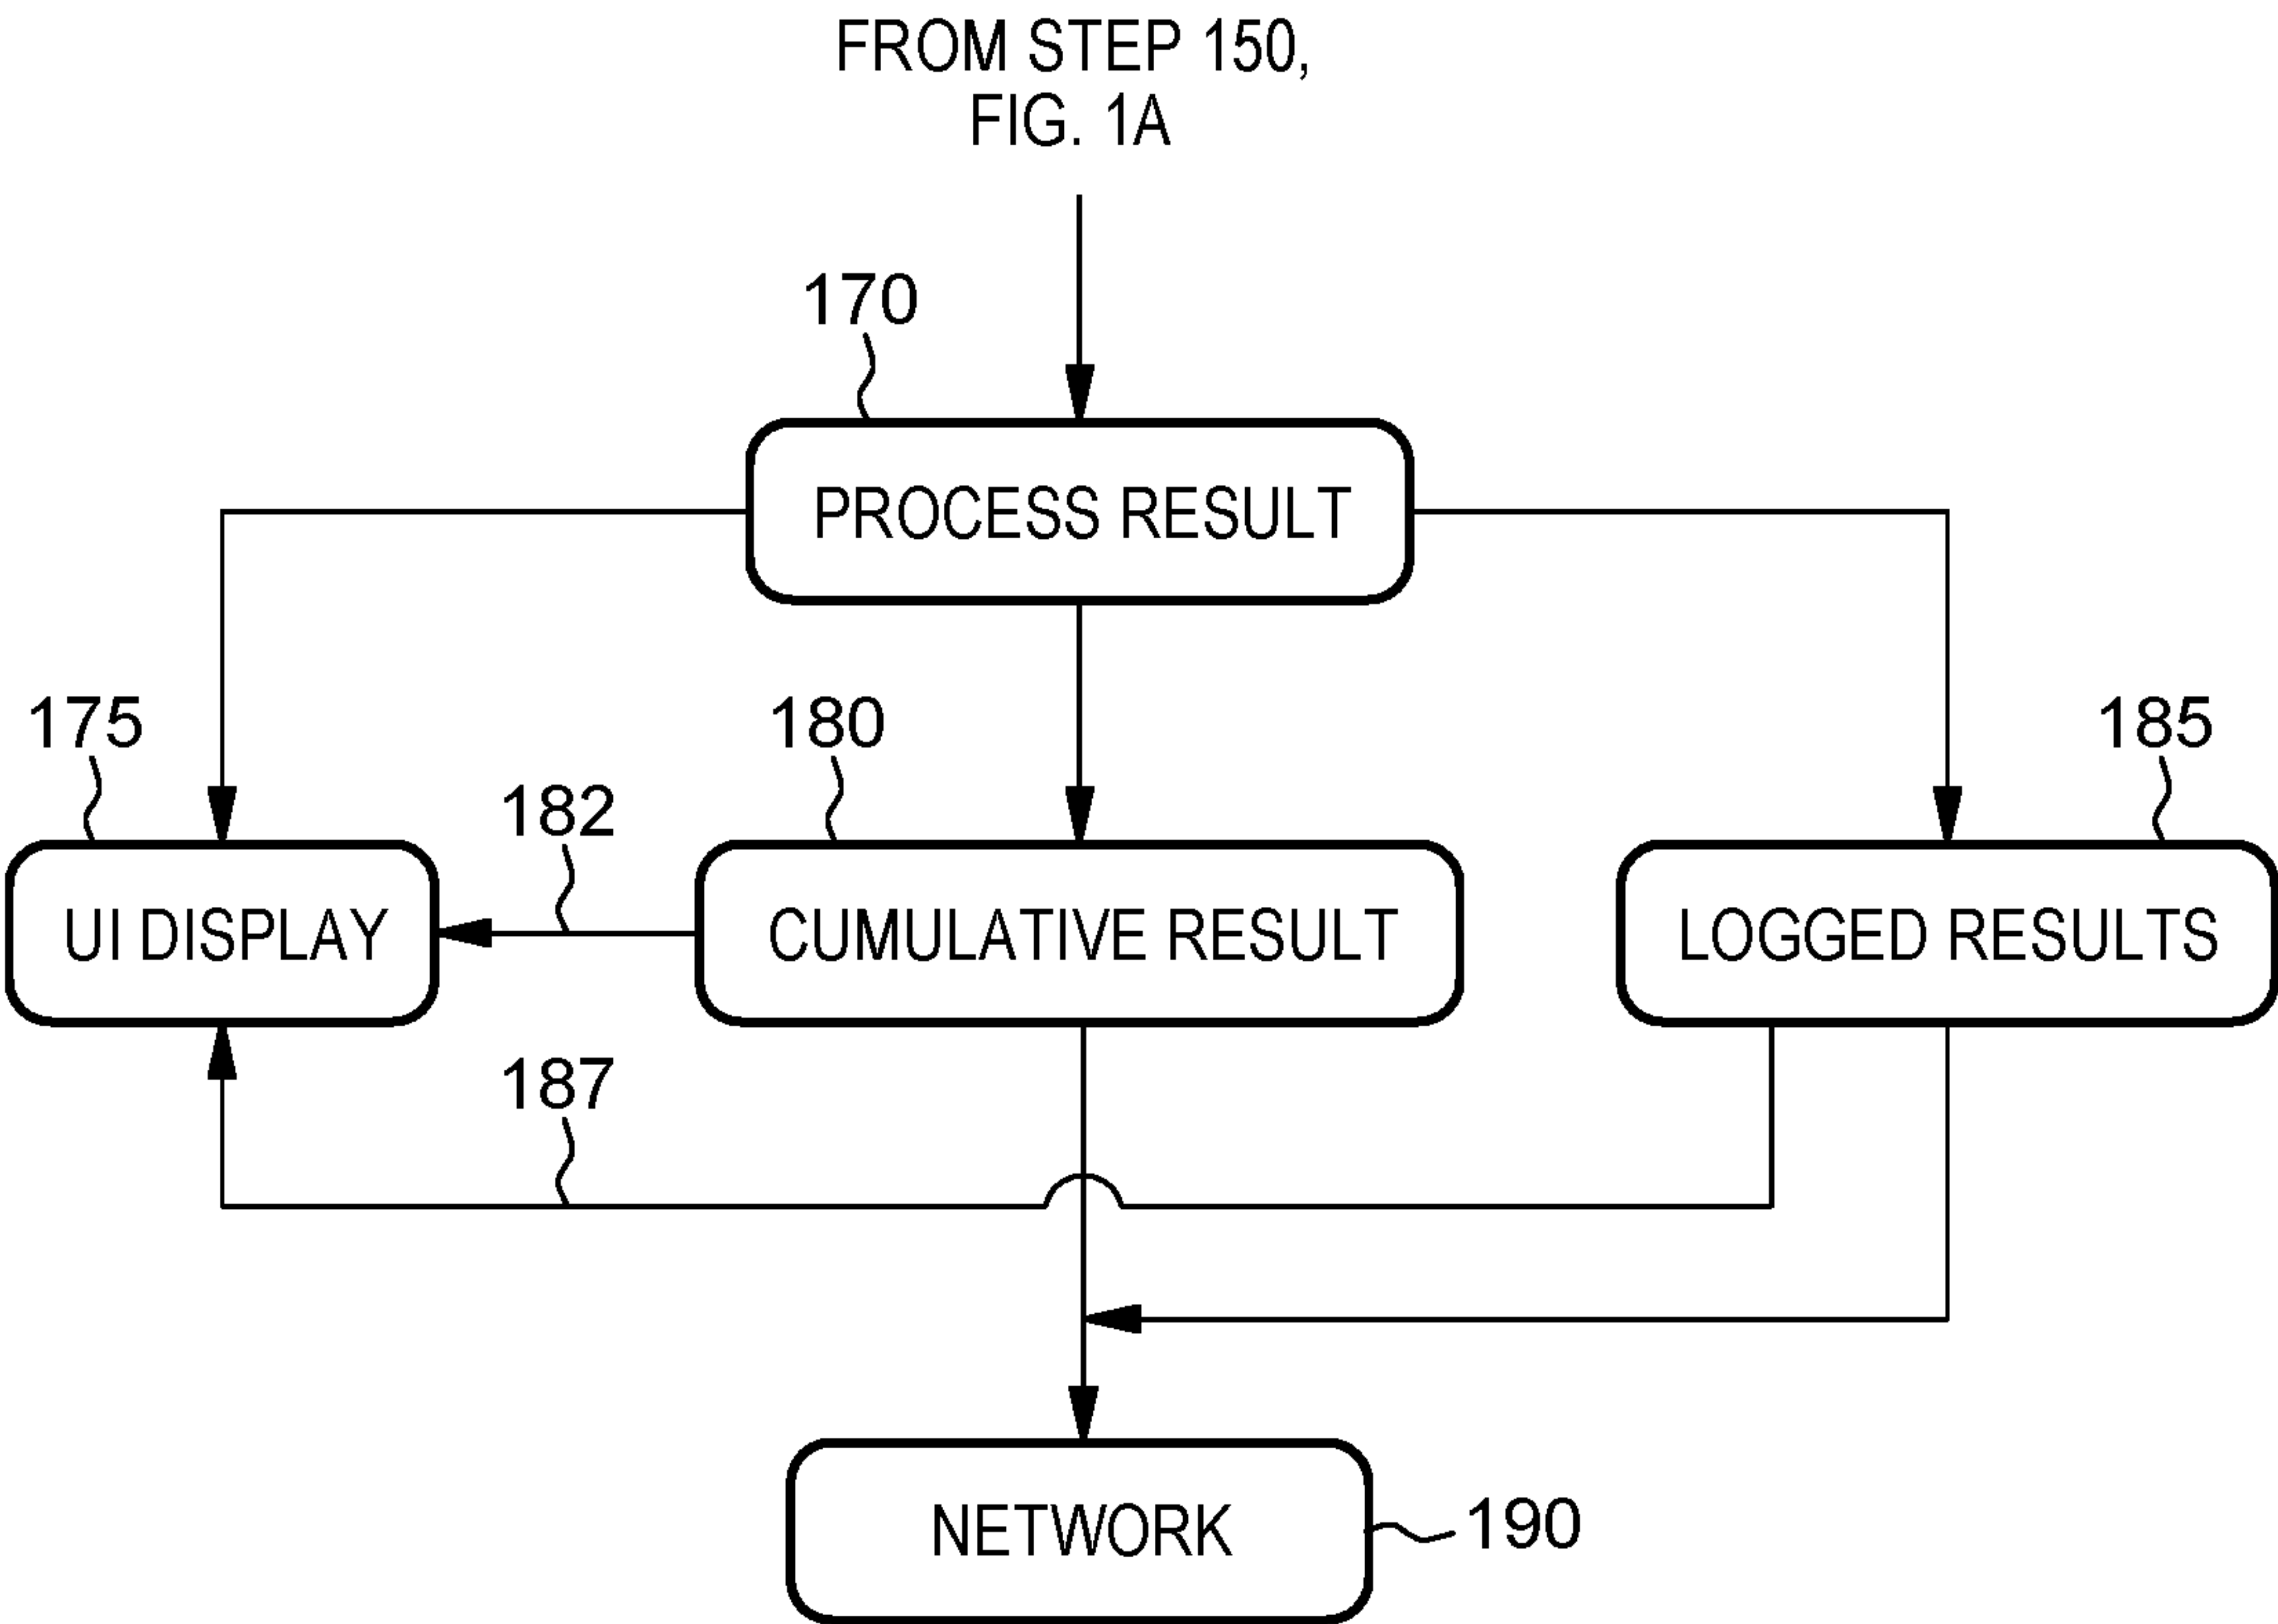 FROM STEP 150,
FIG. 1A
170
PROCESS RESULT
175
180
185
182
UI DISPLAY
CUMULATIVE RESULT
LOGGED RESULTS
187
NETWORK
190